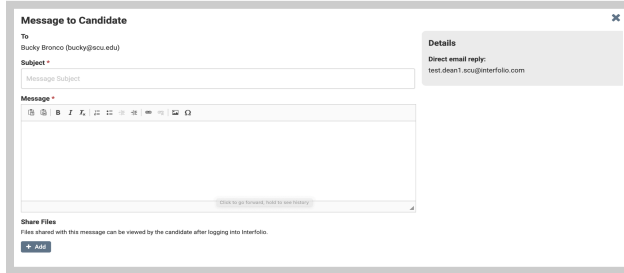 Message to Candidate
To
Bucky Bronco (bucky@scu.edu)
Subject *
Message Subject
Message *
B I Tx Ω
Click to go forward, hold to see history
Share Files
Files shared with this message can be viewed by the candidate after logging into Interfolio.
+ Add
Details
Direct email reply:
test.dean1.scu@interfolio.com